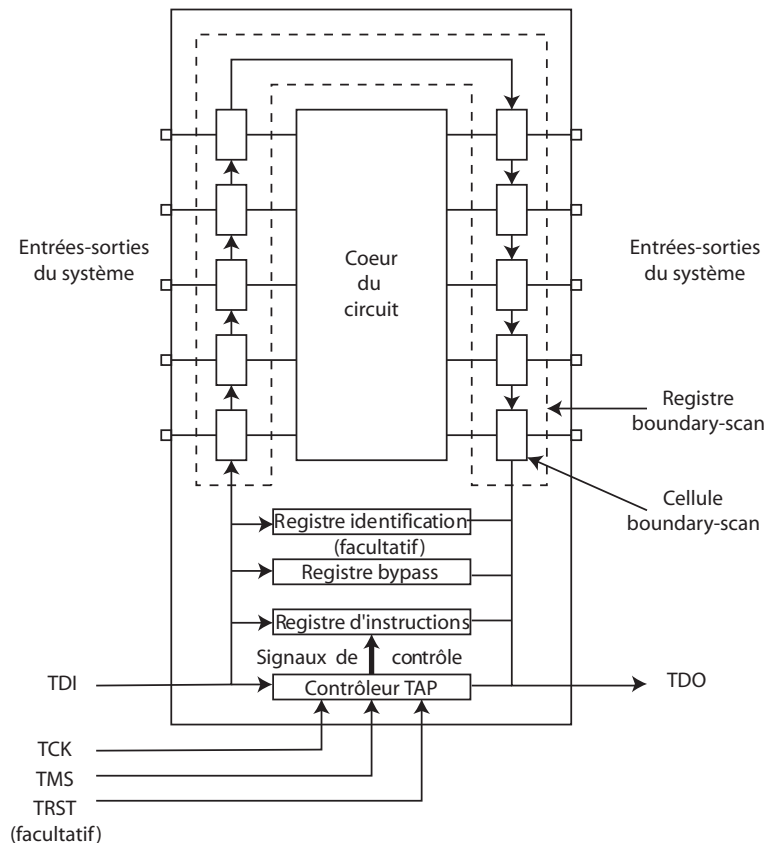 Entrées-sorties
du système
Coeur
du
circuit
Entrées-sorties
du système
Registre
boundary-scan
Cellule
boundary-scan
Registre identification
(facultatif)
Registre bypass
Registre d'instructions
Signaux de contrôle
TDI
Contrôleur TAP
TDO
TCK
TMS
TRST
(facultatif)